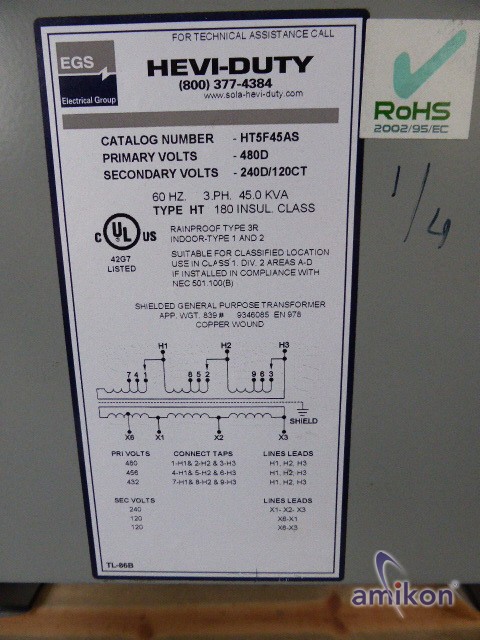 FOR TECHNICAL ASSISTANCE CALL
EGS
Electrical Group
HEVI-DUTY
(800) 377-4384
www.sola-hevi-duty.com
RoHS
2002/95/EC
1/4
CATALOG NUMBER - HT5F45AS
PRIMARY VOLTS - 480D
SECONDARY VOLTS - 240D/120CT
60 HZ. 3.PH. 45.0 KVA
TYPE HT 180 INSUL. CLASS
C UL US
42G7
LISTED
RAINPROOF TYPE 3R
INDOOR-TYPE 1 AND 2
SUITABLE FOR CLASSIFIED LOCATION
USE IN CLASS 1. DIV. 2 AREAS A-D
IF INSTALLED IN COMPLIANCE WITH
NEC 501.100(B)
SHIELDED GENERAL PURPOSE TRANSFORMER
APP. WGT. 839# 9346085 EN 978
COPPER WOUND
H1 H2 H3
7 4 1 8 5 2 9 6 3
SHIELD
X6 X1 X2 X3
PRI VOLTS CONNECT TAPS LINES LEADS
480 1-H1& 2-H2 & 3-H3 H1, H2, H3
456 4-H1& 5-H2 & 6-H3 H1, H2, H3
432 7-H1& 8-H2 & 9-H3 H1, H2, H3
SEC VOLTS LINES LEADS
240 X1- X2- X3
120 X6-X1
120 X6-X3
TL-86B
amikon